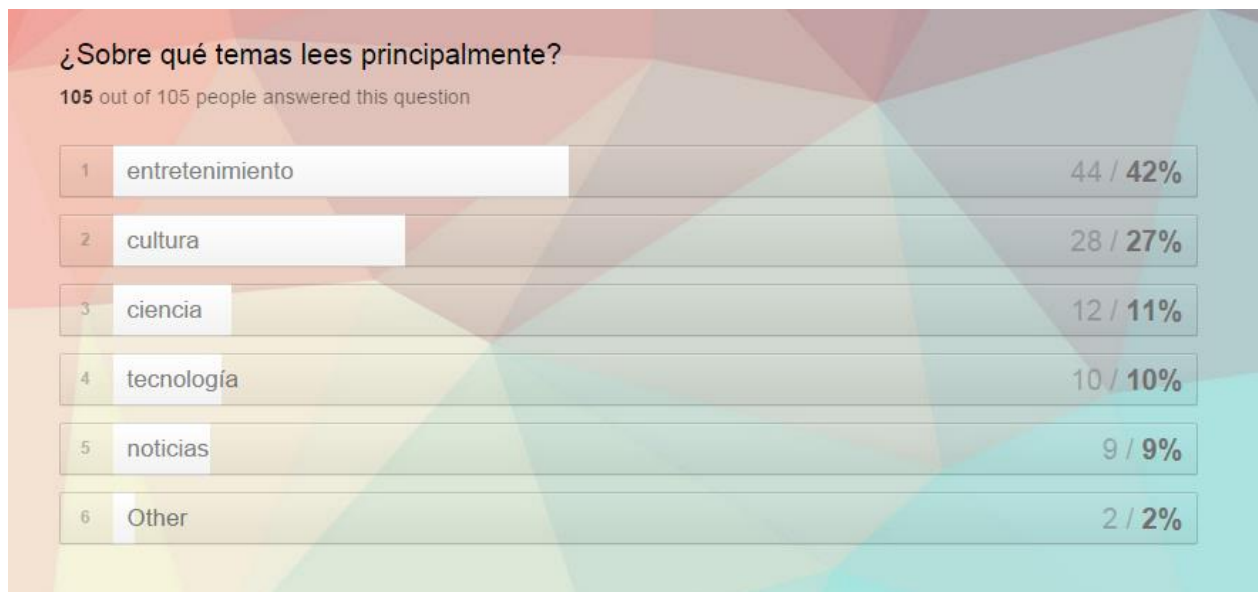 ¿Sobre qué temas lees principalmente?
105 out of 105 people answered this question
1 entretenimiento 44 / 42%
2 cultura 28 / 27%
3 ciencia 12 / 11%
4 tecnología 10 / 10%
5 noticias 9 / 9%
6 Other 2 / 2%